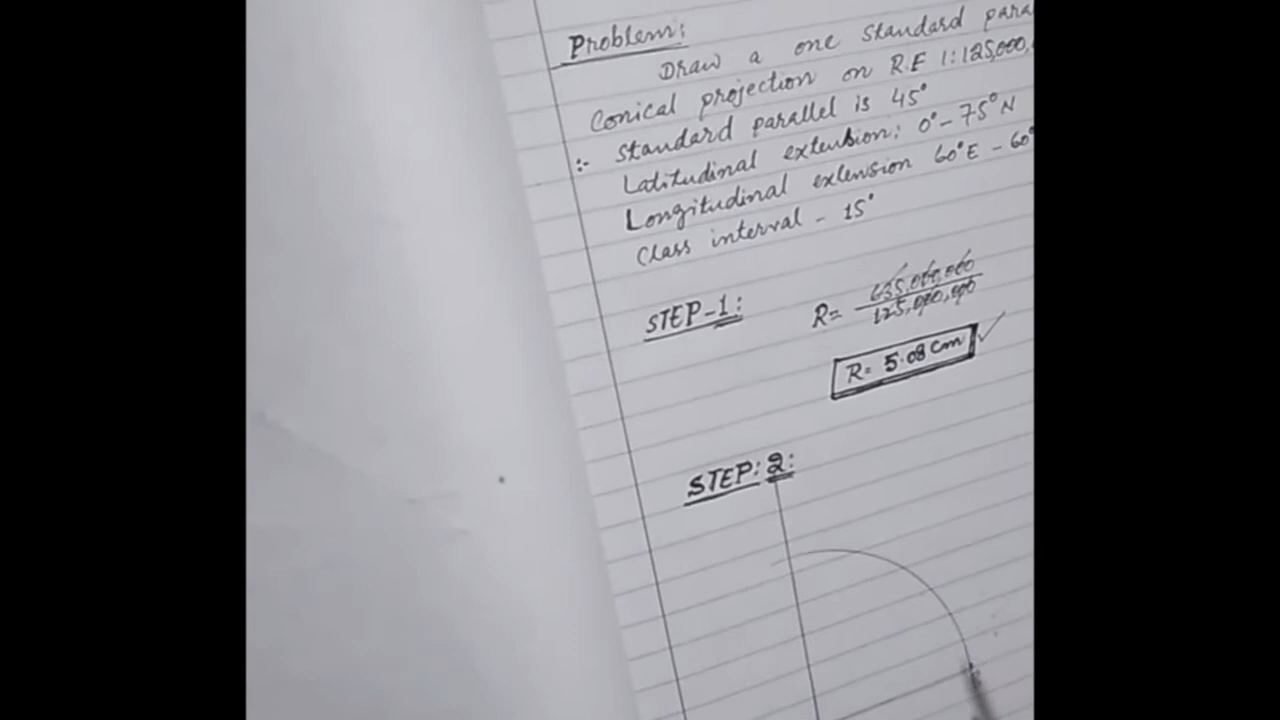 Problem:
Draw a one standard para
Conical projection on R.F 1:125,000,
:- Standard parallel is 45°
Latitudinal extension: 0° - 75° N
Longitudinal extension 60°E - 60°
Class interval - 15°
STEP-1:
R= 635,000,000
125,000,000
R= 5.08 cm
STEP: 2: